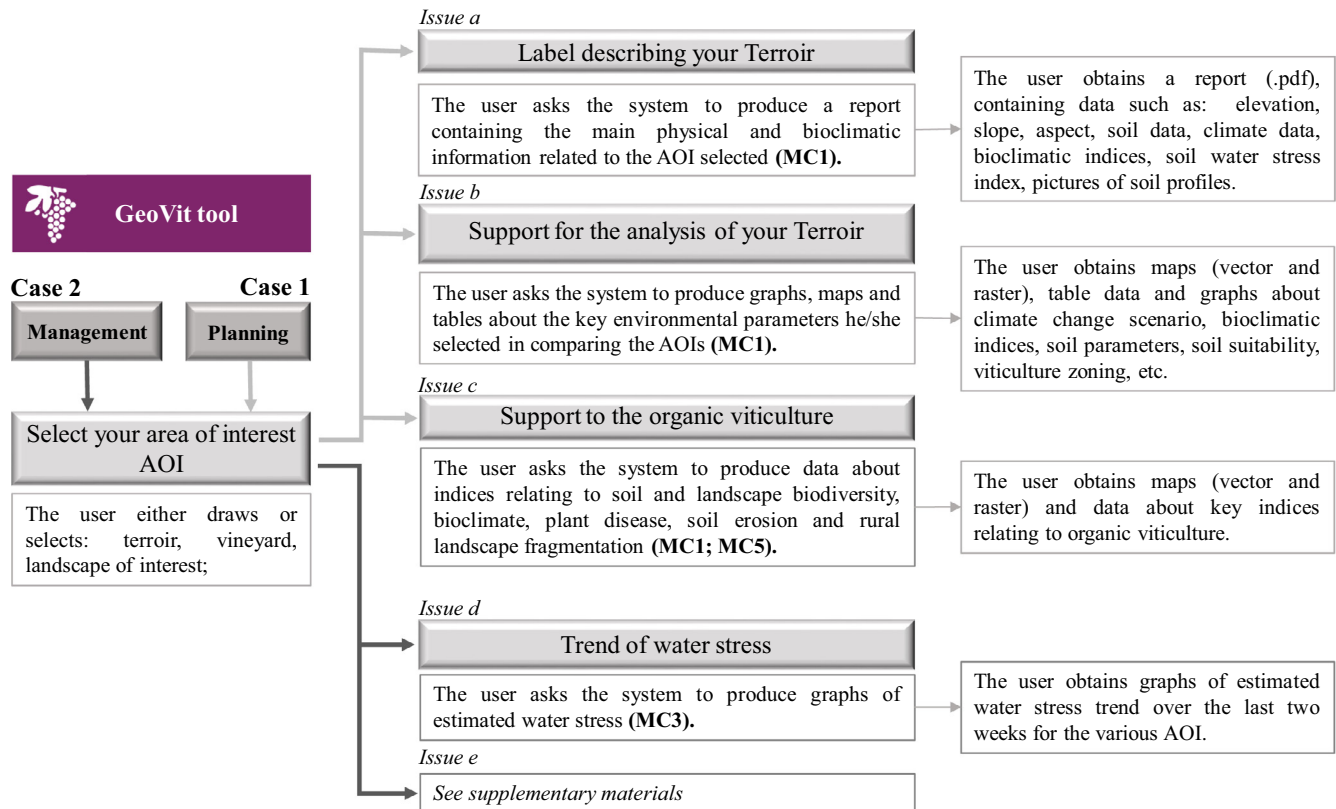 GeoVit tool
Case 2
Case 1
Management
Planning
Select your area of interest
AOI
The user either draws or
selects: terroir, vineyard,
landscape of interest;
Issue a
Label describing your Terroir
The user asks the system to produce a report
containing the main physical and bioclimatic
information related to the AOI selected (MC1).
The user obtains a report (.pdf),
containing data such as: elevation,
slope, aspect, soil data, climate data,
bioclimatic indices, soil water stress
index, pictures of soil profiles.
Issue b
Support for the analysis of your Terroir
The user asks the system to produce graphs, maps and
tables about the key environmental parameters he/she
selected in comparing the AOIs (MC1).
The user obtains maps (vector and
raster), table data and graphs about
climate change scenario, bioclimatic
indices, soil parameters, soil suitability,
viticulture zoning, etc.
Issue c
Support to the organic viticulture
The user asks the system to produce data about
indices relating to soil and landscape biodiversity,
bioclimate, plant disease, soil erosion and rural
landscape fragmentation (MC1; MC5).
The user obtains maps (vector and
raster) and data about key indices
relating to organic viticulture.
Issue d
Trend of water stress
The user asks the system to produce graphs of
estimated water stress (MC3).
The user obtains graphs of estimated
water stress trend over the last two
weeks for the various AOI.
Issue e
See supplementary materials